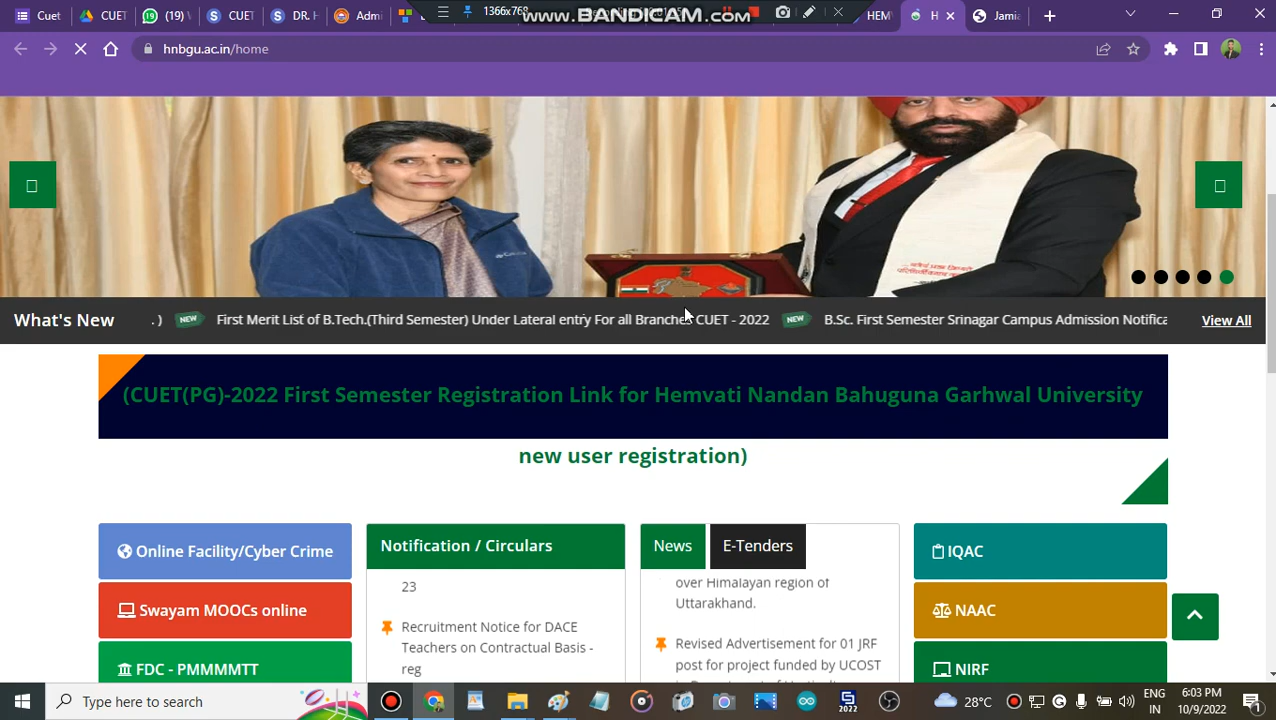 Cuet
CUET
(19)
CUET
DR.
Admi
1366x768
www.BANDICAM.com
HEM
H
Jamia
hnbgu.ac.in/home
What's New
. ) NEW First Merit List of B.Tech.(Third Semester) Under Lateral entry For all Branches CUET - 2022 NEW B.Sc. First Semester Srinagar Campus Admission Notifica
View All
(CUET(PG)-2022 First Semester Registration Link for Hemvati Nandan Bahuguna Garhwal University
new user registration)
Online Facility/Cyber Crime
Swayam MOOCs online
FDC - PMMMMTT
Notification / Circulars
23
Recruitment Notice for DACE
Teachers on Contractual Basis -
reg
News
E-Tenders
over Himalayan region of
Uttarakhand.
Revised Advertisement for 01 JRF
post for project funded by UCOST
IQAC
NAAC
NIRF
Type here to search
2022
28°C
ENG
IN
6:03 PM
10/9/2022
1